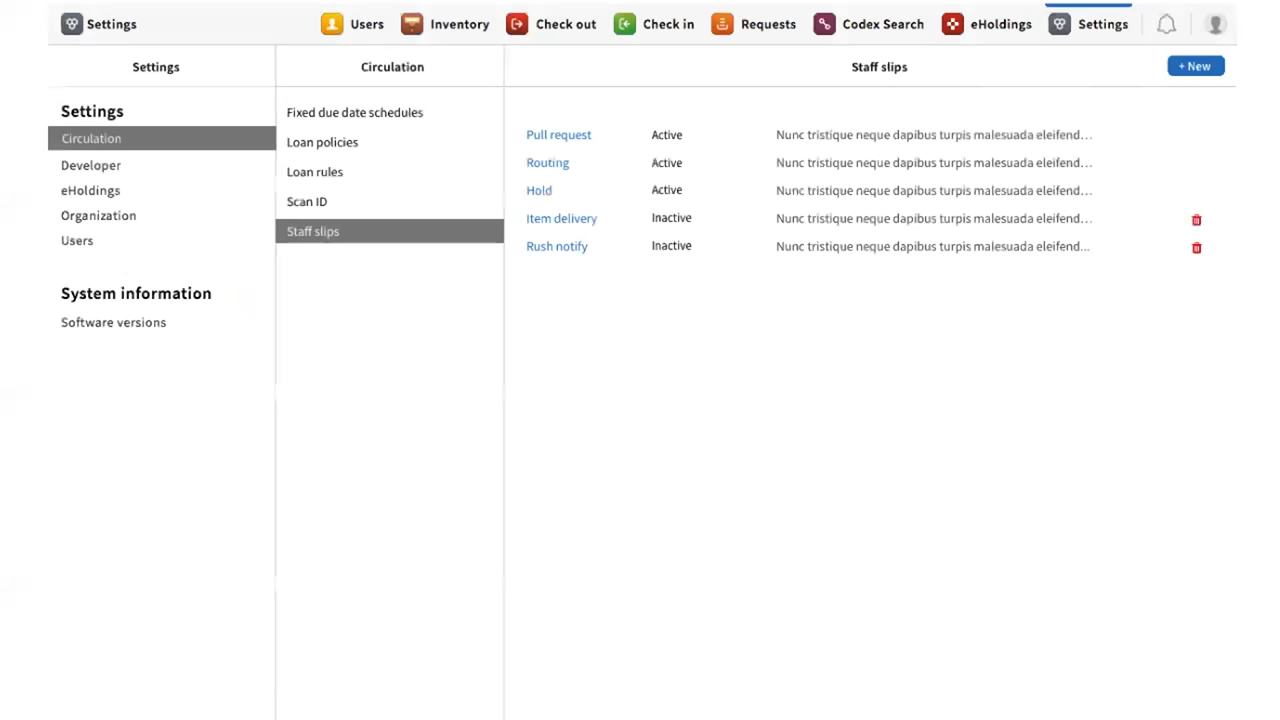 Settings Users Inventory Check out Check in Requests Codex Search eHoldings Settings
Settings Circulation Staff slips + New
Settings
Circulation
Developer
eHoldings
Organization
Users
System information
Software versions
Fixed due date schedules
Loan policies
Loan rules
Scan ID
Staff slips
Pull request Active Nunc tristique neque dapibus turpis malesuada eleifend...
Routing Active Nunc tristique neque dapibus turpis malesuada eleifend...
Hold Active Nunc tristique neque dapibus turpis malesuada eleifend...
Item delivery Inactive Nunc tristique neque dapibus turpis malesuada eleifend...
Rush notify Inactive Nunc tristique neque dapibus turpis malesuada eleifend...